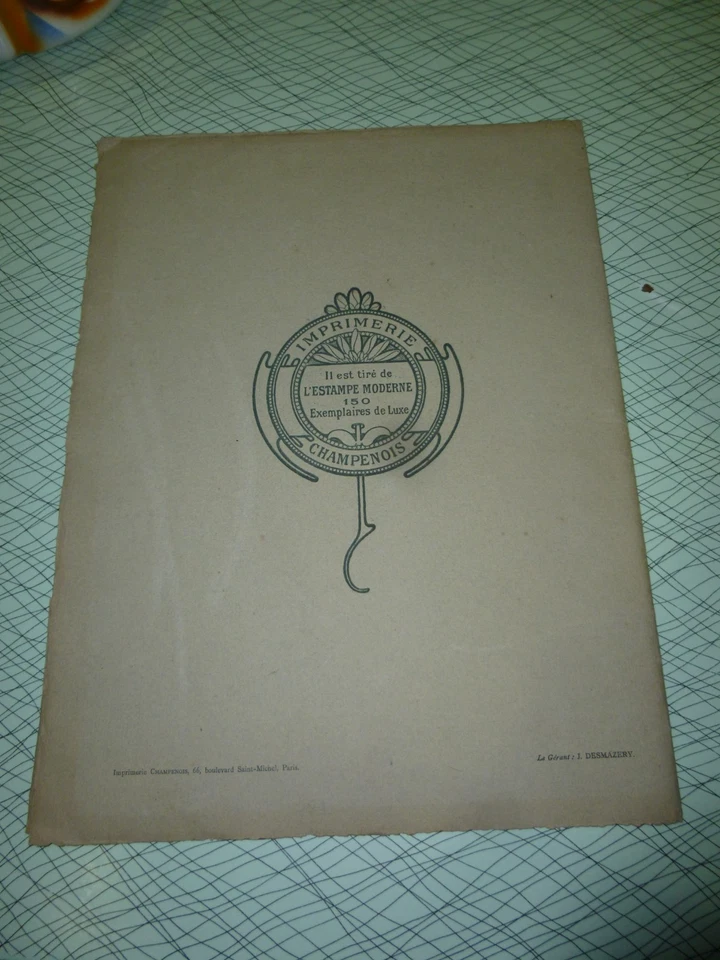 IMPRIMERIE
Il est tiré de
L'ESTAMPE MODERNE
150
Exemplaires de Luxe
CHAMPENOIS
Le Gérant : I. DESMAZERY.
Imprimerie CHAMPENOIS, 66, boulevard Saint-Michel, Paris.